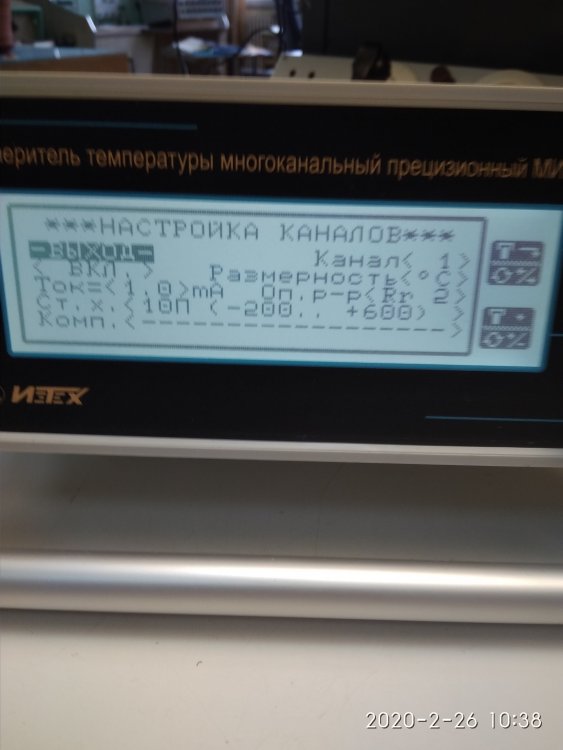 меритель температуры многоканальный прецизионный МИ
***НАСТРОЙКА КАНАЛОВ***
-ВЫХОД- Канал< 1>
< ВКЛ. > Размерность<°C>
Ток=<1.0>mA Оп.р-р<Rr 2>
Ст.х./10П <-200.. +600>
Комп.<------------------->
ИзТЕХ
2020-2-26 10:38